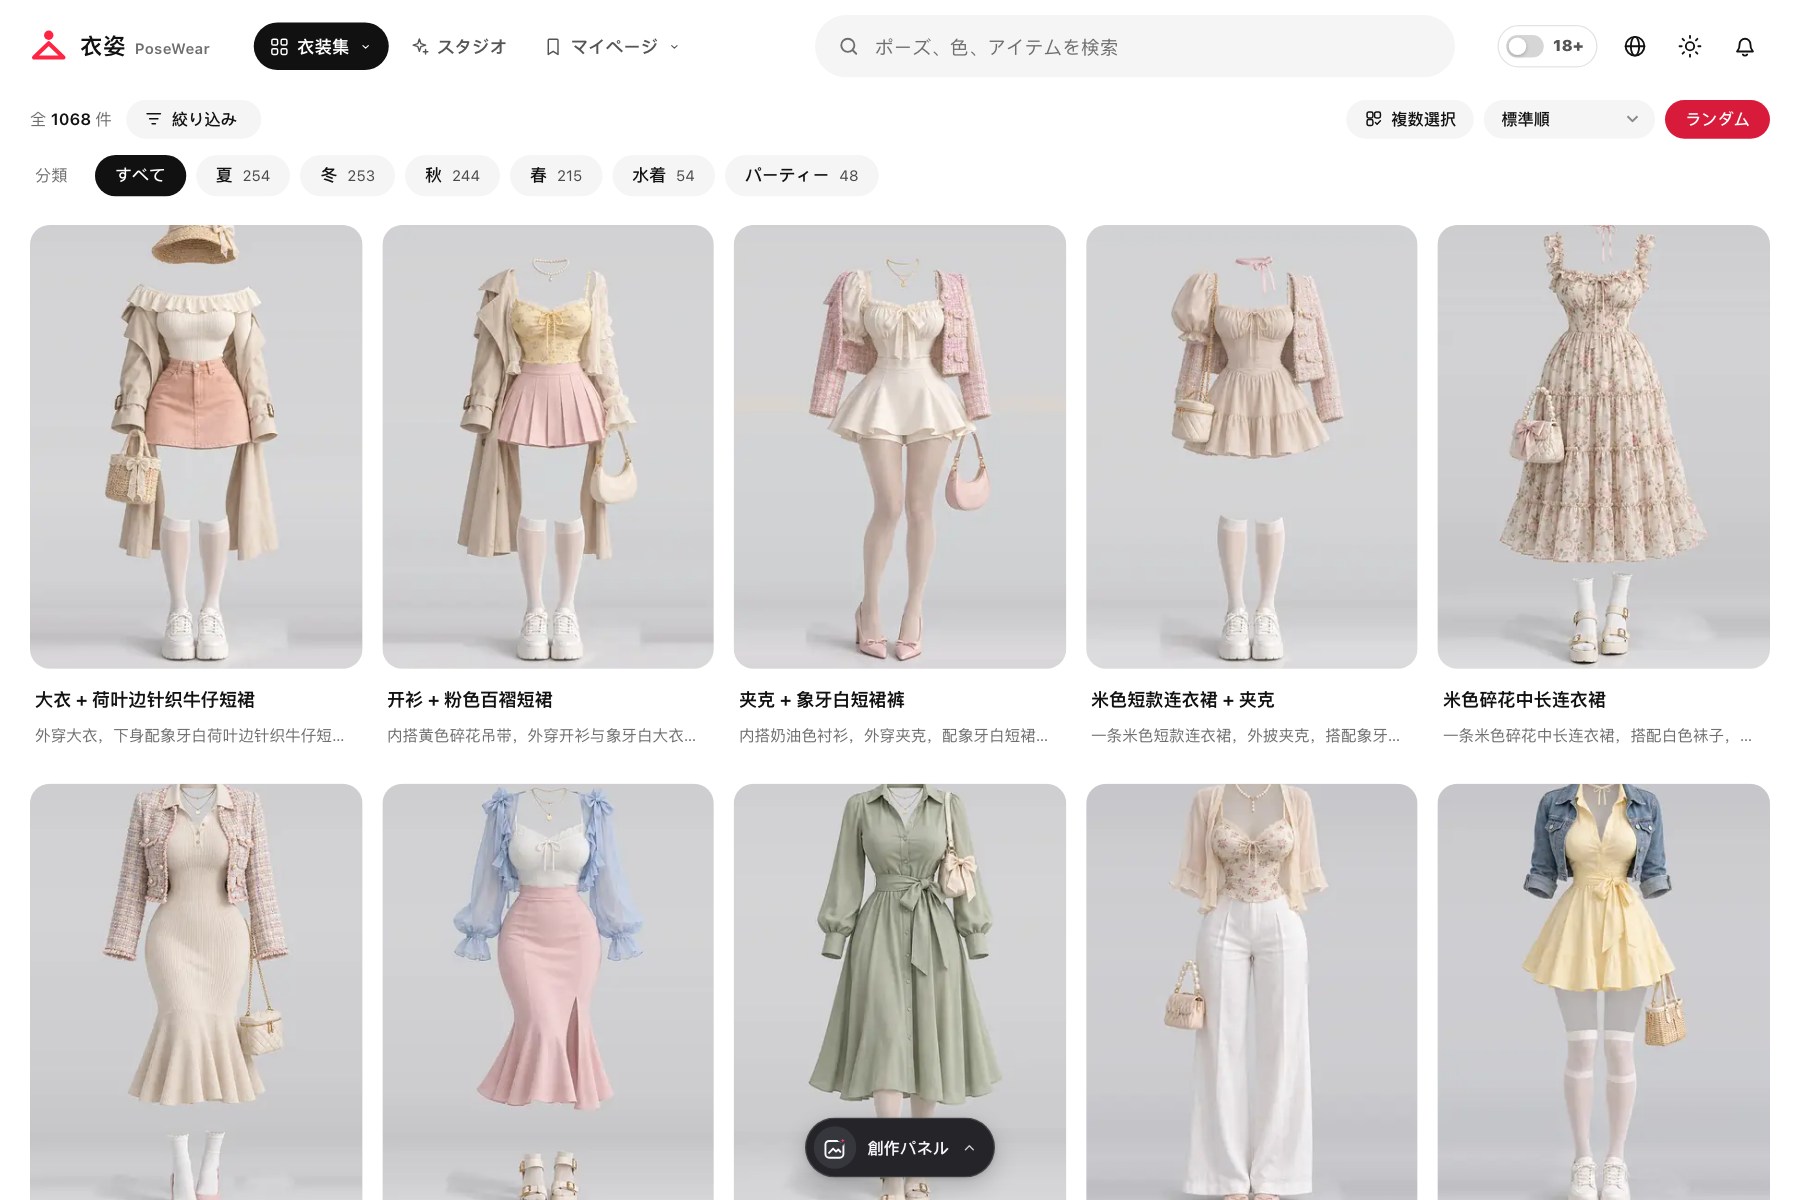 衣姿 PoseWear 衣装集 スタジオ マイページ ポーズ、色、アイテムを検索 18+
全 1068 件 絞り込み 複数選択 標準順 ランダム
分類 すべて 夏 254 冬 253 秋 244 春 215 水着 54 パーティー 48
大衣 + 荷叶边针织牛仔短裙
外穿大衣，下身配象牙白荷叶边针织牛仔短...
开衫 + 粉色百褶短裙
内搭黄色碎花吊带，外穿开衫与象牙白大衣...
夹克 + 象牙白短裙裤
内搭奶油色衬衫，外穿夹克，配象牙白短裙...
米色短款连衣裙 + 夹克
一条米色短款连衣裙，外披夹克，搭配象牙...
米色碎花中长连衣裙
一条米色碎花中长连衣裙，搭配白色袜子，...
創作パネル